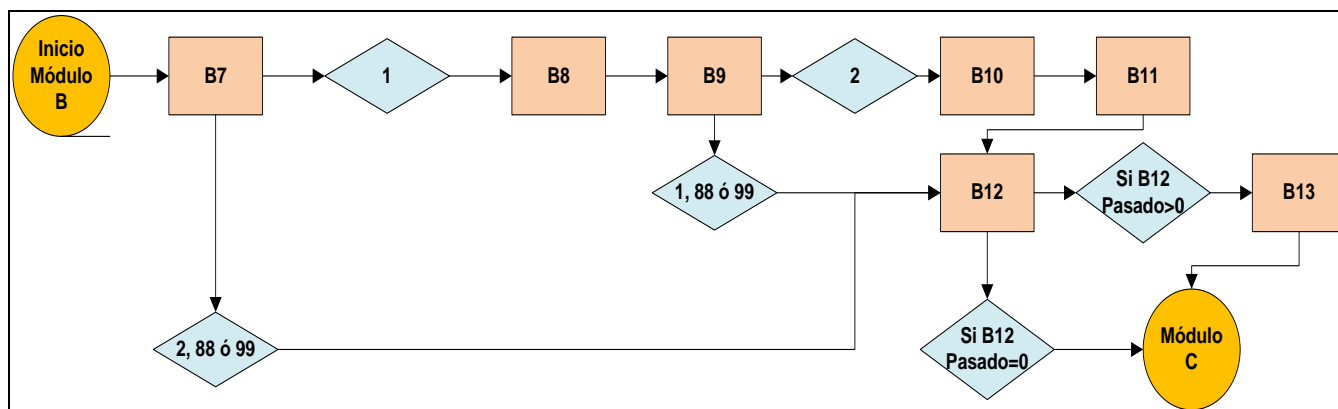 Inicio
Módulo
B
B7
1
B8
B9
2
B10
B11
1, 88 ó 99
B12
Si B12
Pasado>0
B13
2, 88 ó 99
Si B12
Pasado=0
Módulo
C